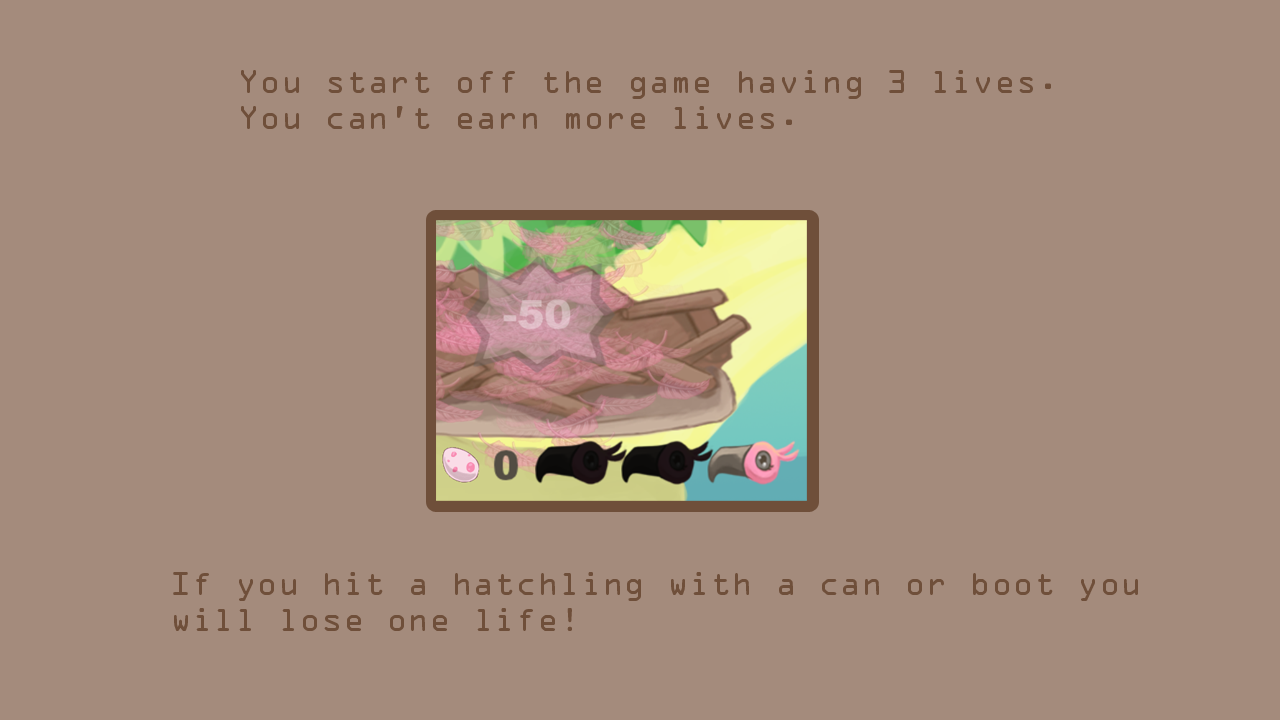 You start off the game having 3 lives.
You can't earn more lives.
-50
0
If you hit a hatchling with a can or boot you
will lose one life!